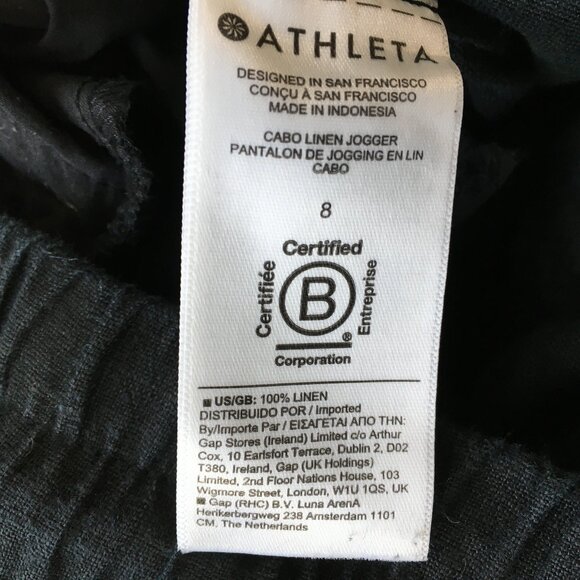 ATHLETA
DESIGNED IN SAN FRANCISCO
CONÇU À SAN FRANCISCO
MADE IN INDONESIA
CABO LINEN JOGGER
PANTALON DE JOGGING EN LIN
CABO
8
Certified
Certifiée
B
Entreprise
®
Corporation
US/GB: 100% LINEN
DISTRIBUIDO POR / Imported
By/Importe Par / ΕΙΣΑΓΕΤΑΙ ΑΠΟ ΤΗΝ:
Gap Stores (Ireland) Limited c/o Arthur
Cox, 10 Earlsfort Terrace, Dublin 2, D02
T380, Ireland, Gap (UK Holdings)
Limited, 2nd Floor Nations House, 103
Wigmore Street, London, W1U 1QS, UK
Gap (RHC) B.V. Luna ArenA
Herikerbergweg 238 Amsterdam 1101
CM. The Netherlands